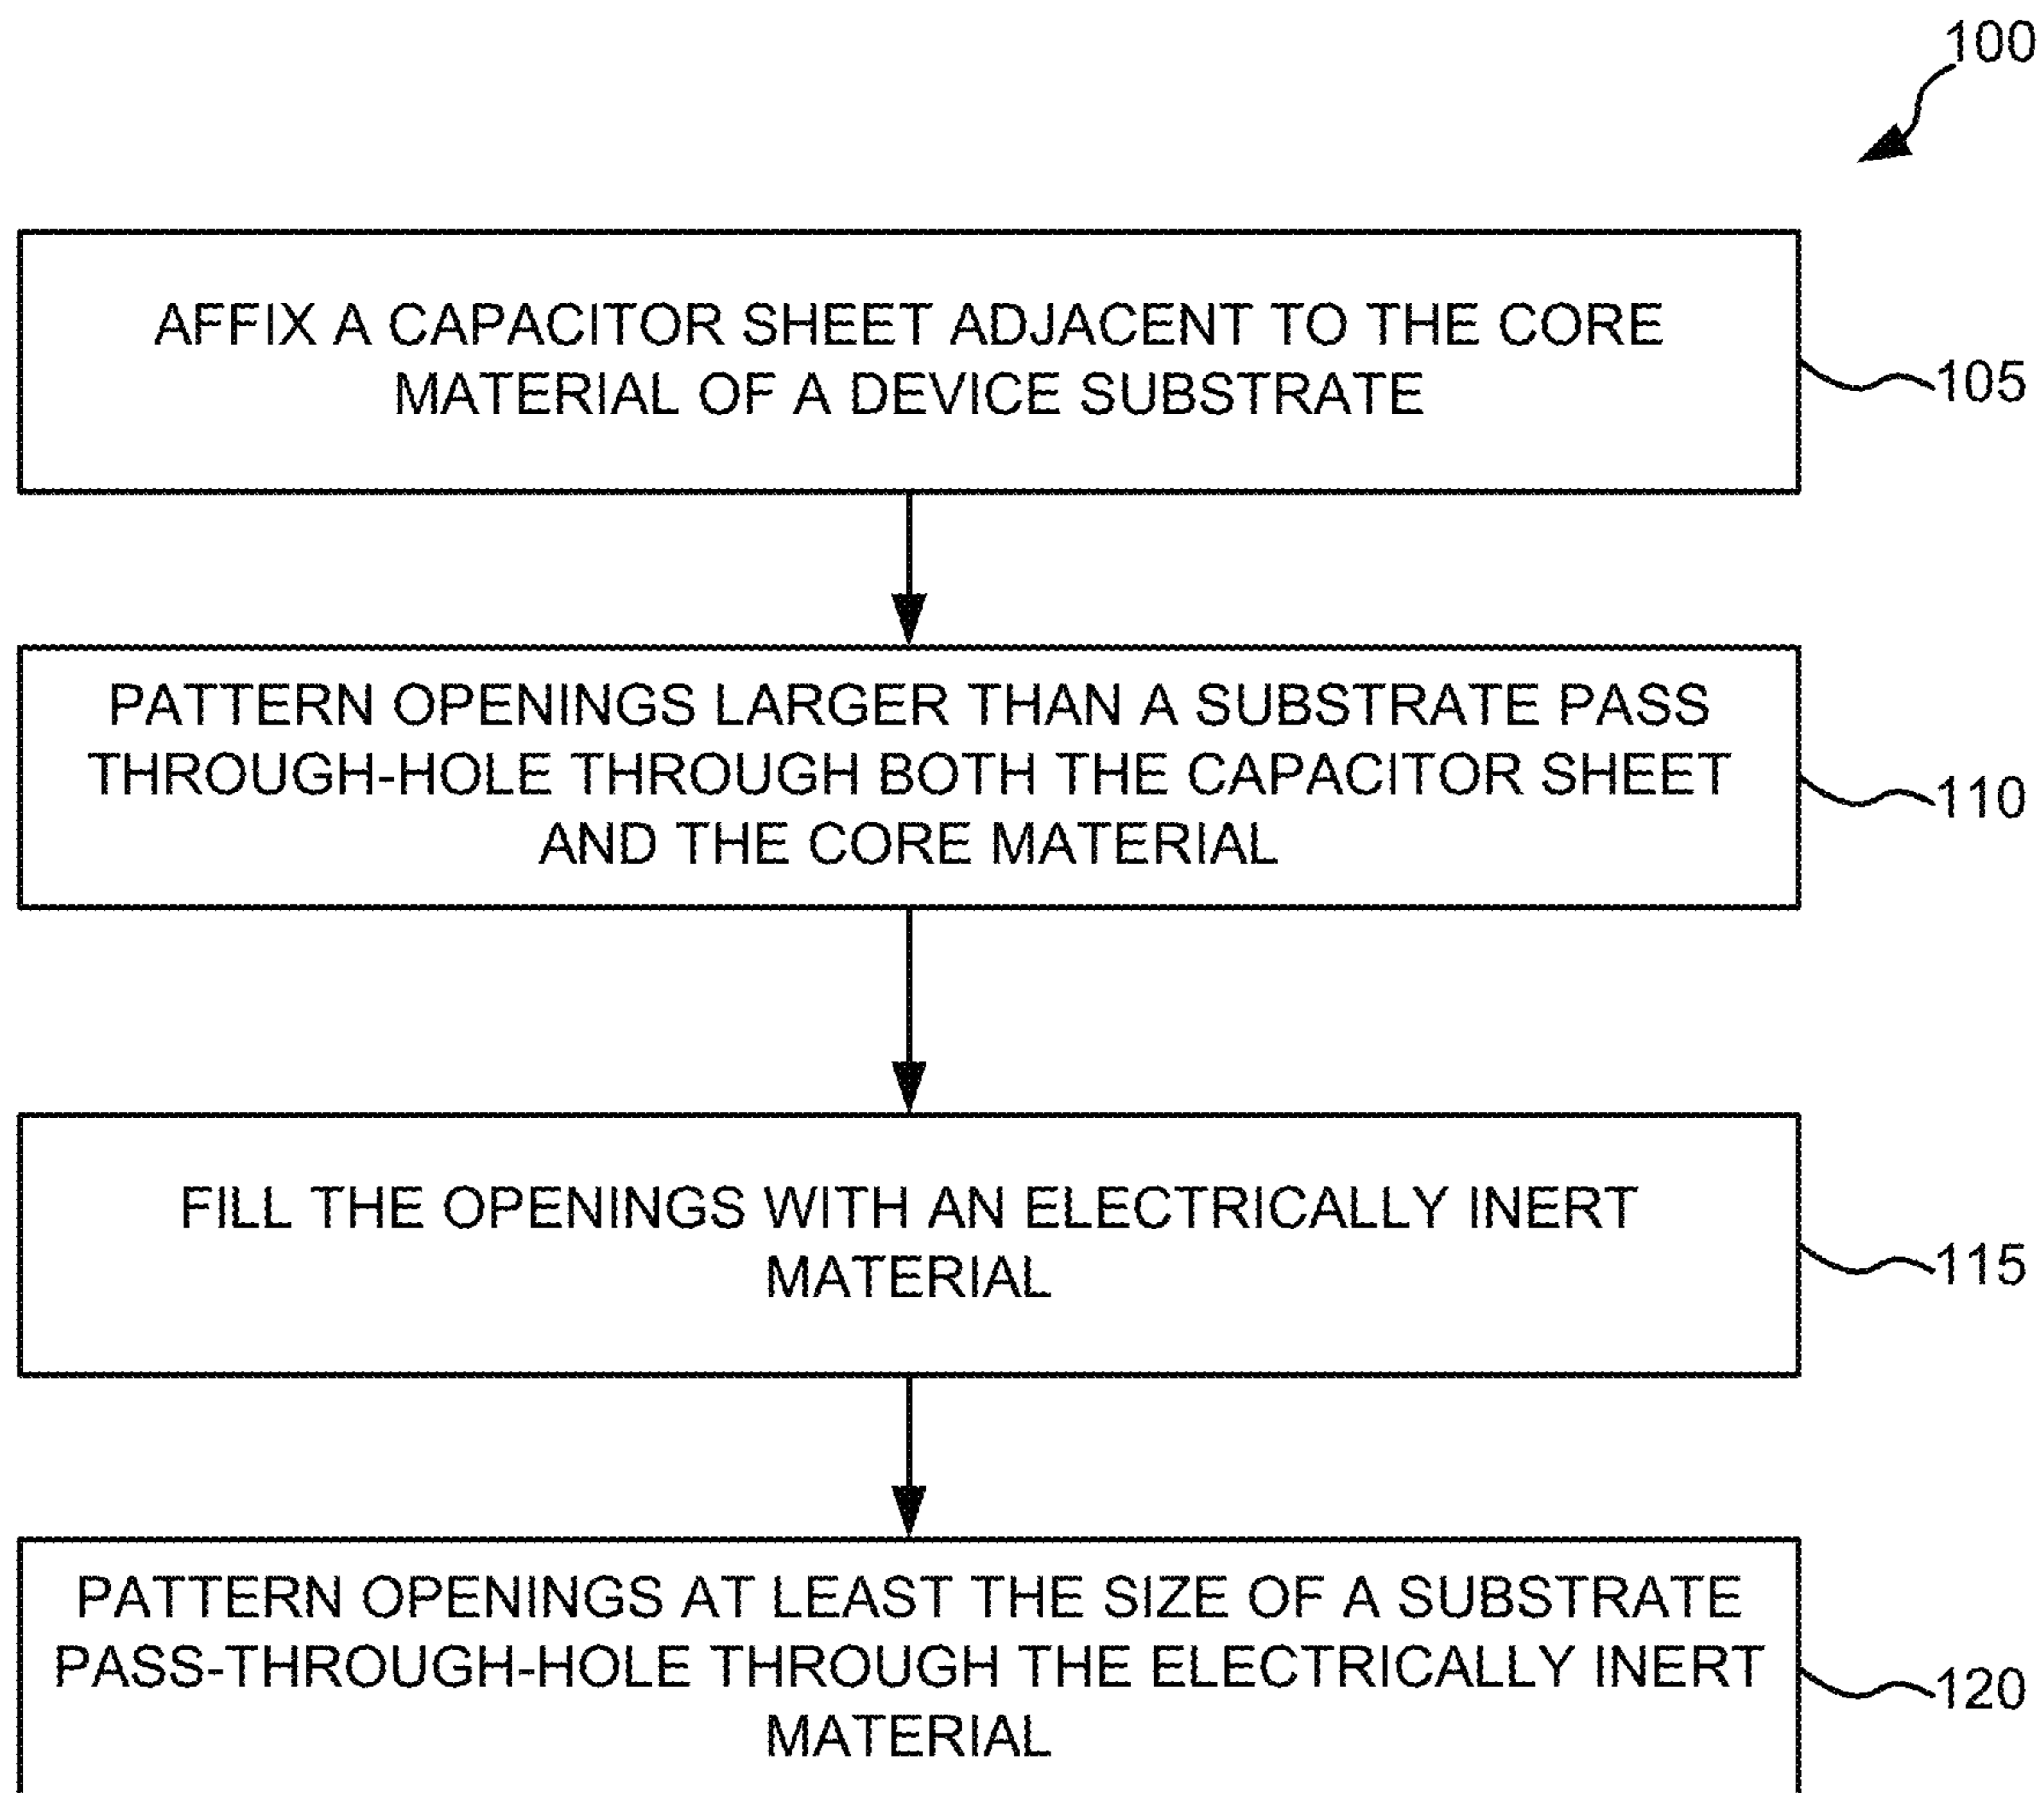 100
AFFIX A CAPACITOR SHEET ADJACENT TO THE CORE
MATERIAL OF A DEVICE SUBSTRATE
105
PATTERN OPENINGS LARGER THAN A SUBSTRATE PASS
THROUGH-HOLE THROUGH BOTH THE CAPACITOR SHEET
AND THE CORE MATERIAL
110
FILL THE OPENINGS WITH AN ELECTRICALLY INERT
MATERIAL
115
PATTERN OPENINGS AT LEAST THE SIZE OF A SUBSTRATE
PASS-THROUGH-HOLE THROUGH THE ELECTRICALLY INERT
MATERIAL
120